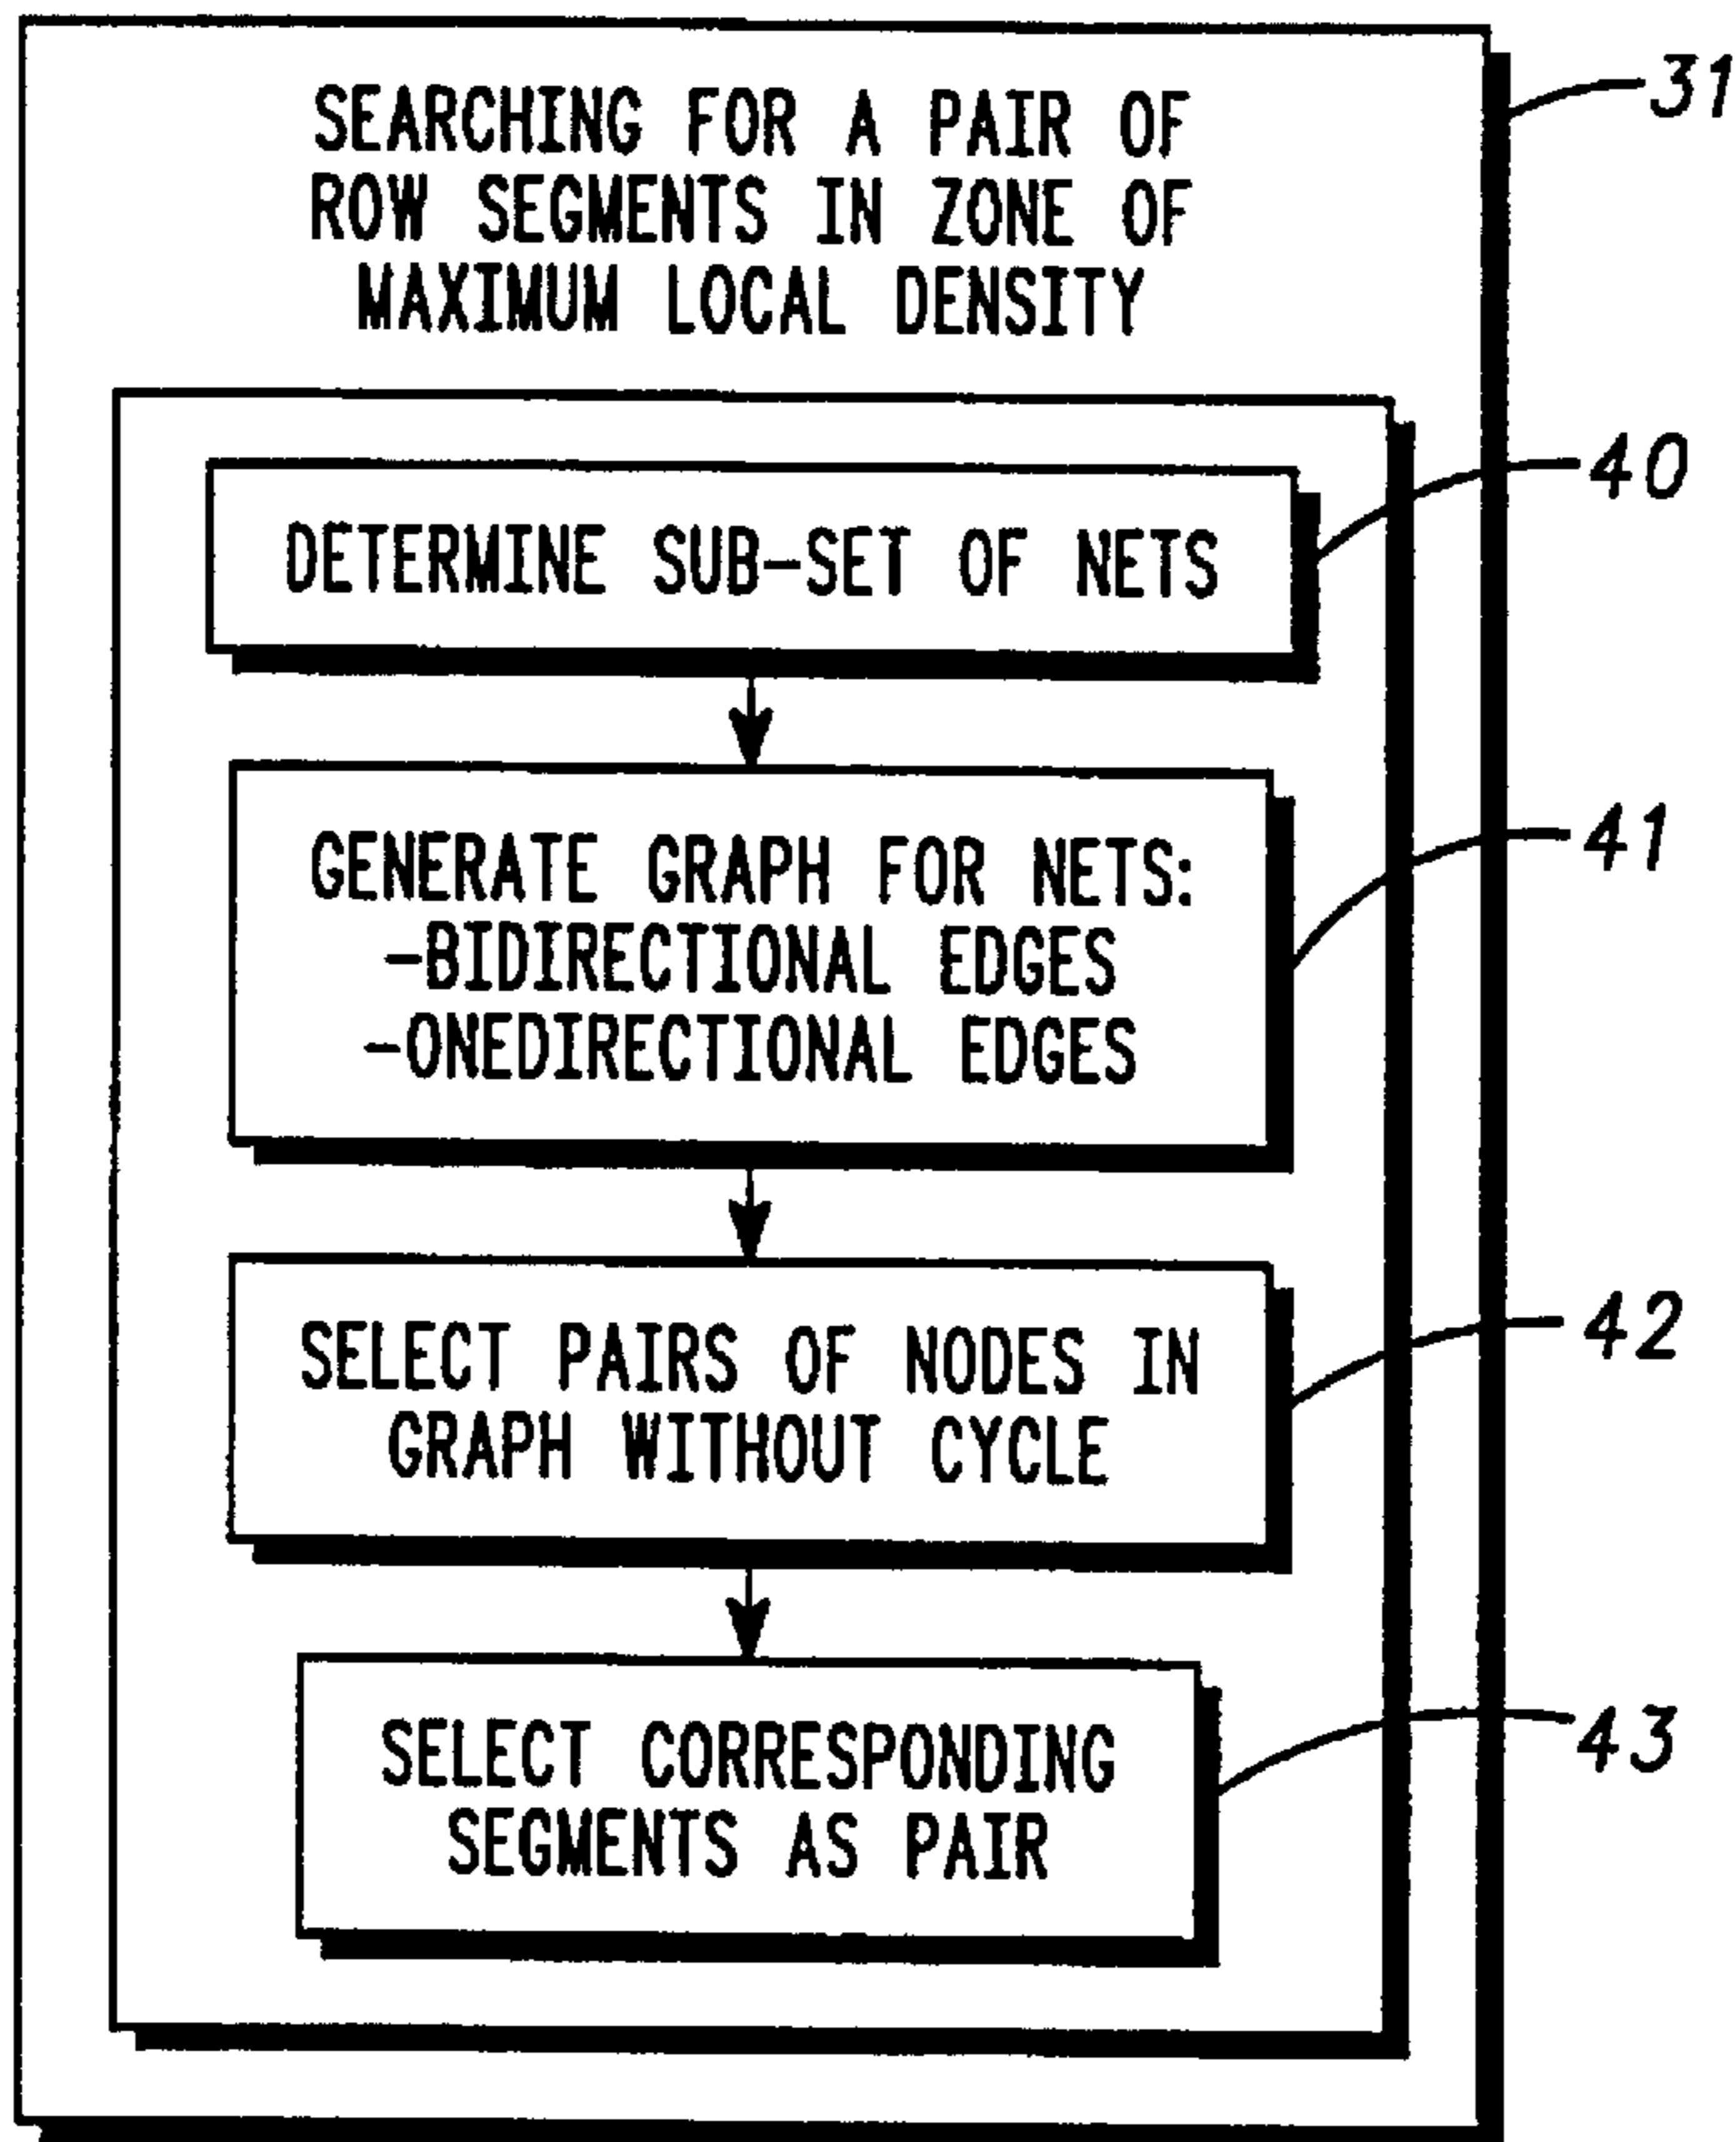 SEARCHING FOR A PAIR OF
ROW SEGMENTS IN ZONE OF
MAXIMUM LOCAL DENSITY
31
DETERMINE SUB-SET OF NETS
40
GENERATE GRAPH FOR NETS:
-BIDIRECTIONAL EDGES
-ONEDIRECTIONAL EDGES
41
SELECT PAIRS OF NODES IN
GRAPH WITHOUT CYCLE
42
SELECT CORRESPONDING
SEGMENTS AS PAIR
43